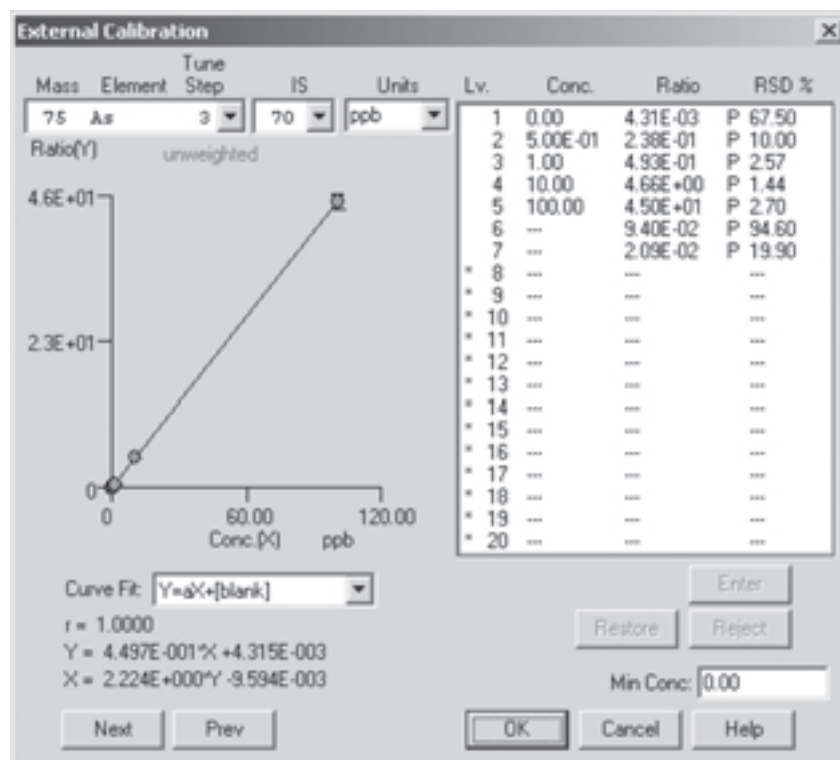 External Calibration
Tune
Mass Element Step IS Units
75 As 3 70 ppb
Ratio(Y) unweighted
4.6E+01
2.3E+01
0
0 60.00 120.00
Conc.(X) ppb
Curve Fit: Y=aX+[blank]
r = 1.0000
Y = 4.497E-001*X +4.315E-003
X = 2.224E+000*Y -9.594E-003
Next Prev
Lv. Conc. Ratio RSD %
1 0.00 4.31E-03 P 67.50
2 5.00E-01 2.38E-01 P 10.00
3 1.00 4.93E-01 P 2.57
4 10.00 4.66E+00 P 1.44
5 100.00 4.50E+01 P 2.70
6 --- 9.40E-02 P 94.60
7 --- 2.09E-02 P 19.90
* 8 --- --- ---
* 9 --- --- ---
* 10 --- --- ---
* 11 --- --- ---
* 12 --- --- ---
* 13 --- --- ---
* 14 --- --- ---
* 15 --- --- ---
* 16 --- --- ---
* 17 --- --- ---
* 18 --- --- ---
* 19 --- --- ---
* 20 --- --- ---
Enter
Restore Reject
Min Conc: 0.00
OK Cancel Help